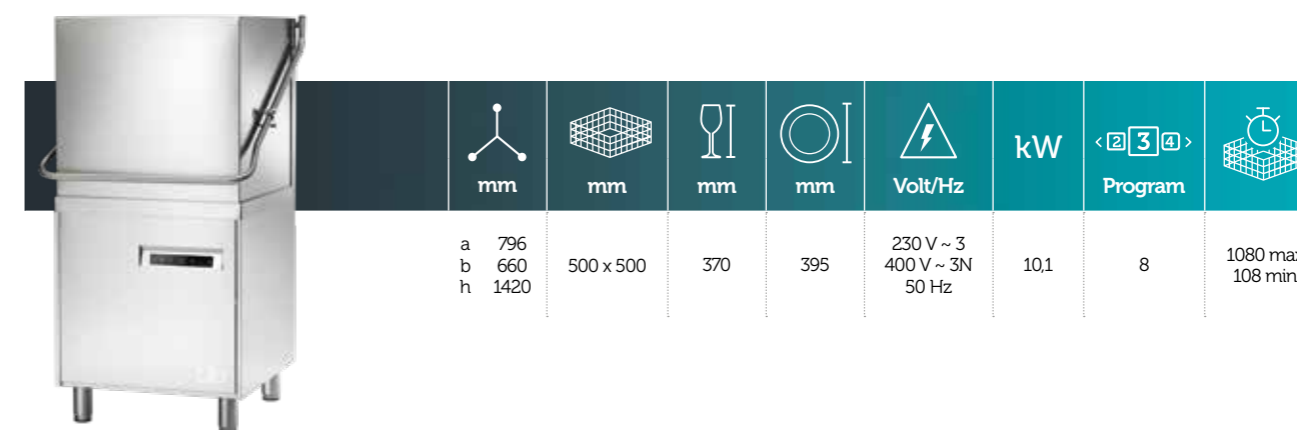 mm
mm
mm
mm
Volt/Hz
kW
‹ 2 3 4 ›
Program
a 796
b 660
h 1420
500 x 500
370
395
230 V ~ 3
400 V ~ 3N
50 Hz
10,1
8
1080 max
108 min